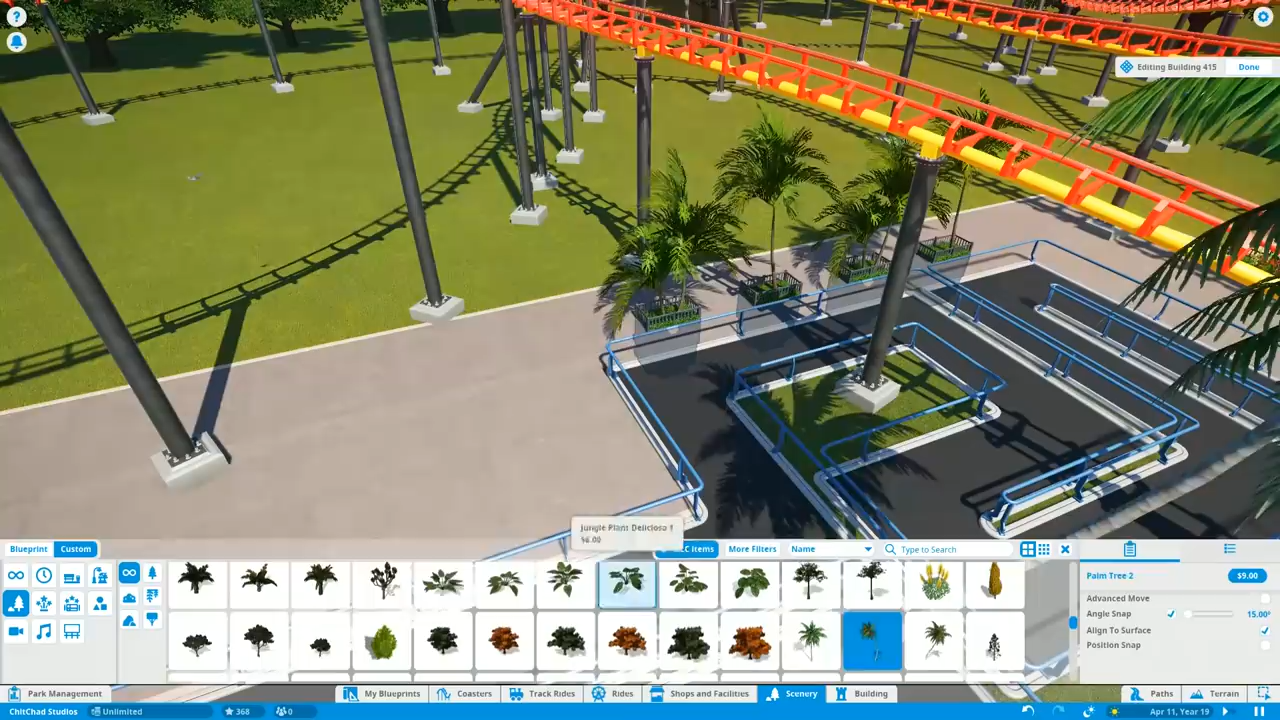 ?
Editing Building 415 Done
Jungle Plant Deliciosa 1
$6.00
Blueprint Custom
More Filters Name Type to Search
Palm Tree 2 $9.00
Advanced Move
Angle Snap 15.00°
Align To Surface
Position Snap
Park Management My Blueprints Coasters Track Rides Rides Shops and Facilities Scenery Building Paths Terrain
ChitChad Studios Unlimited 368 0 Apr 11, Year 19